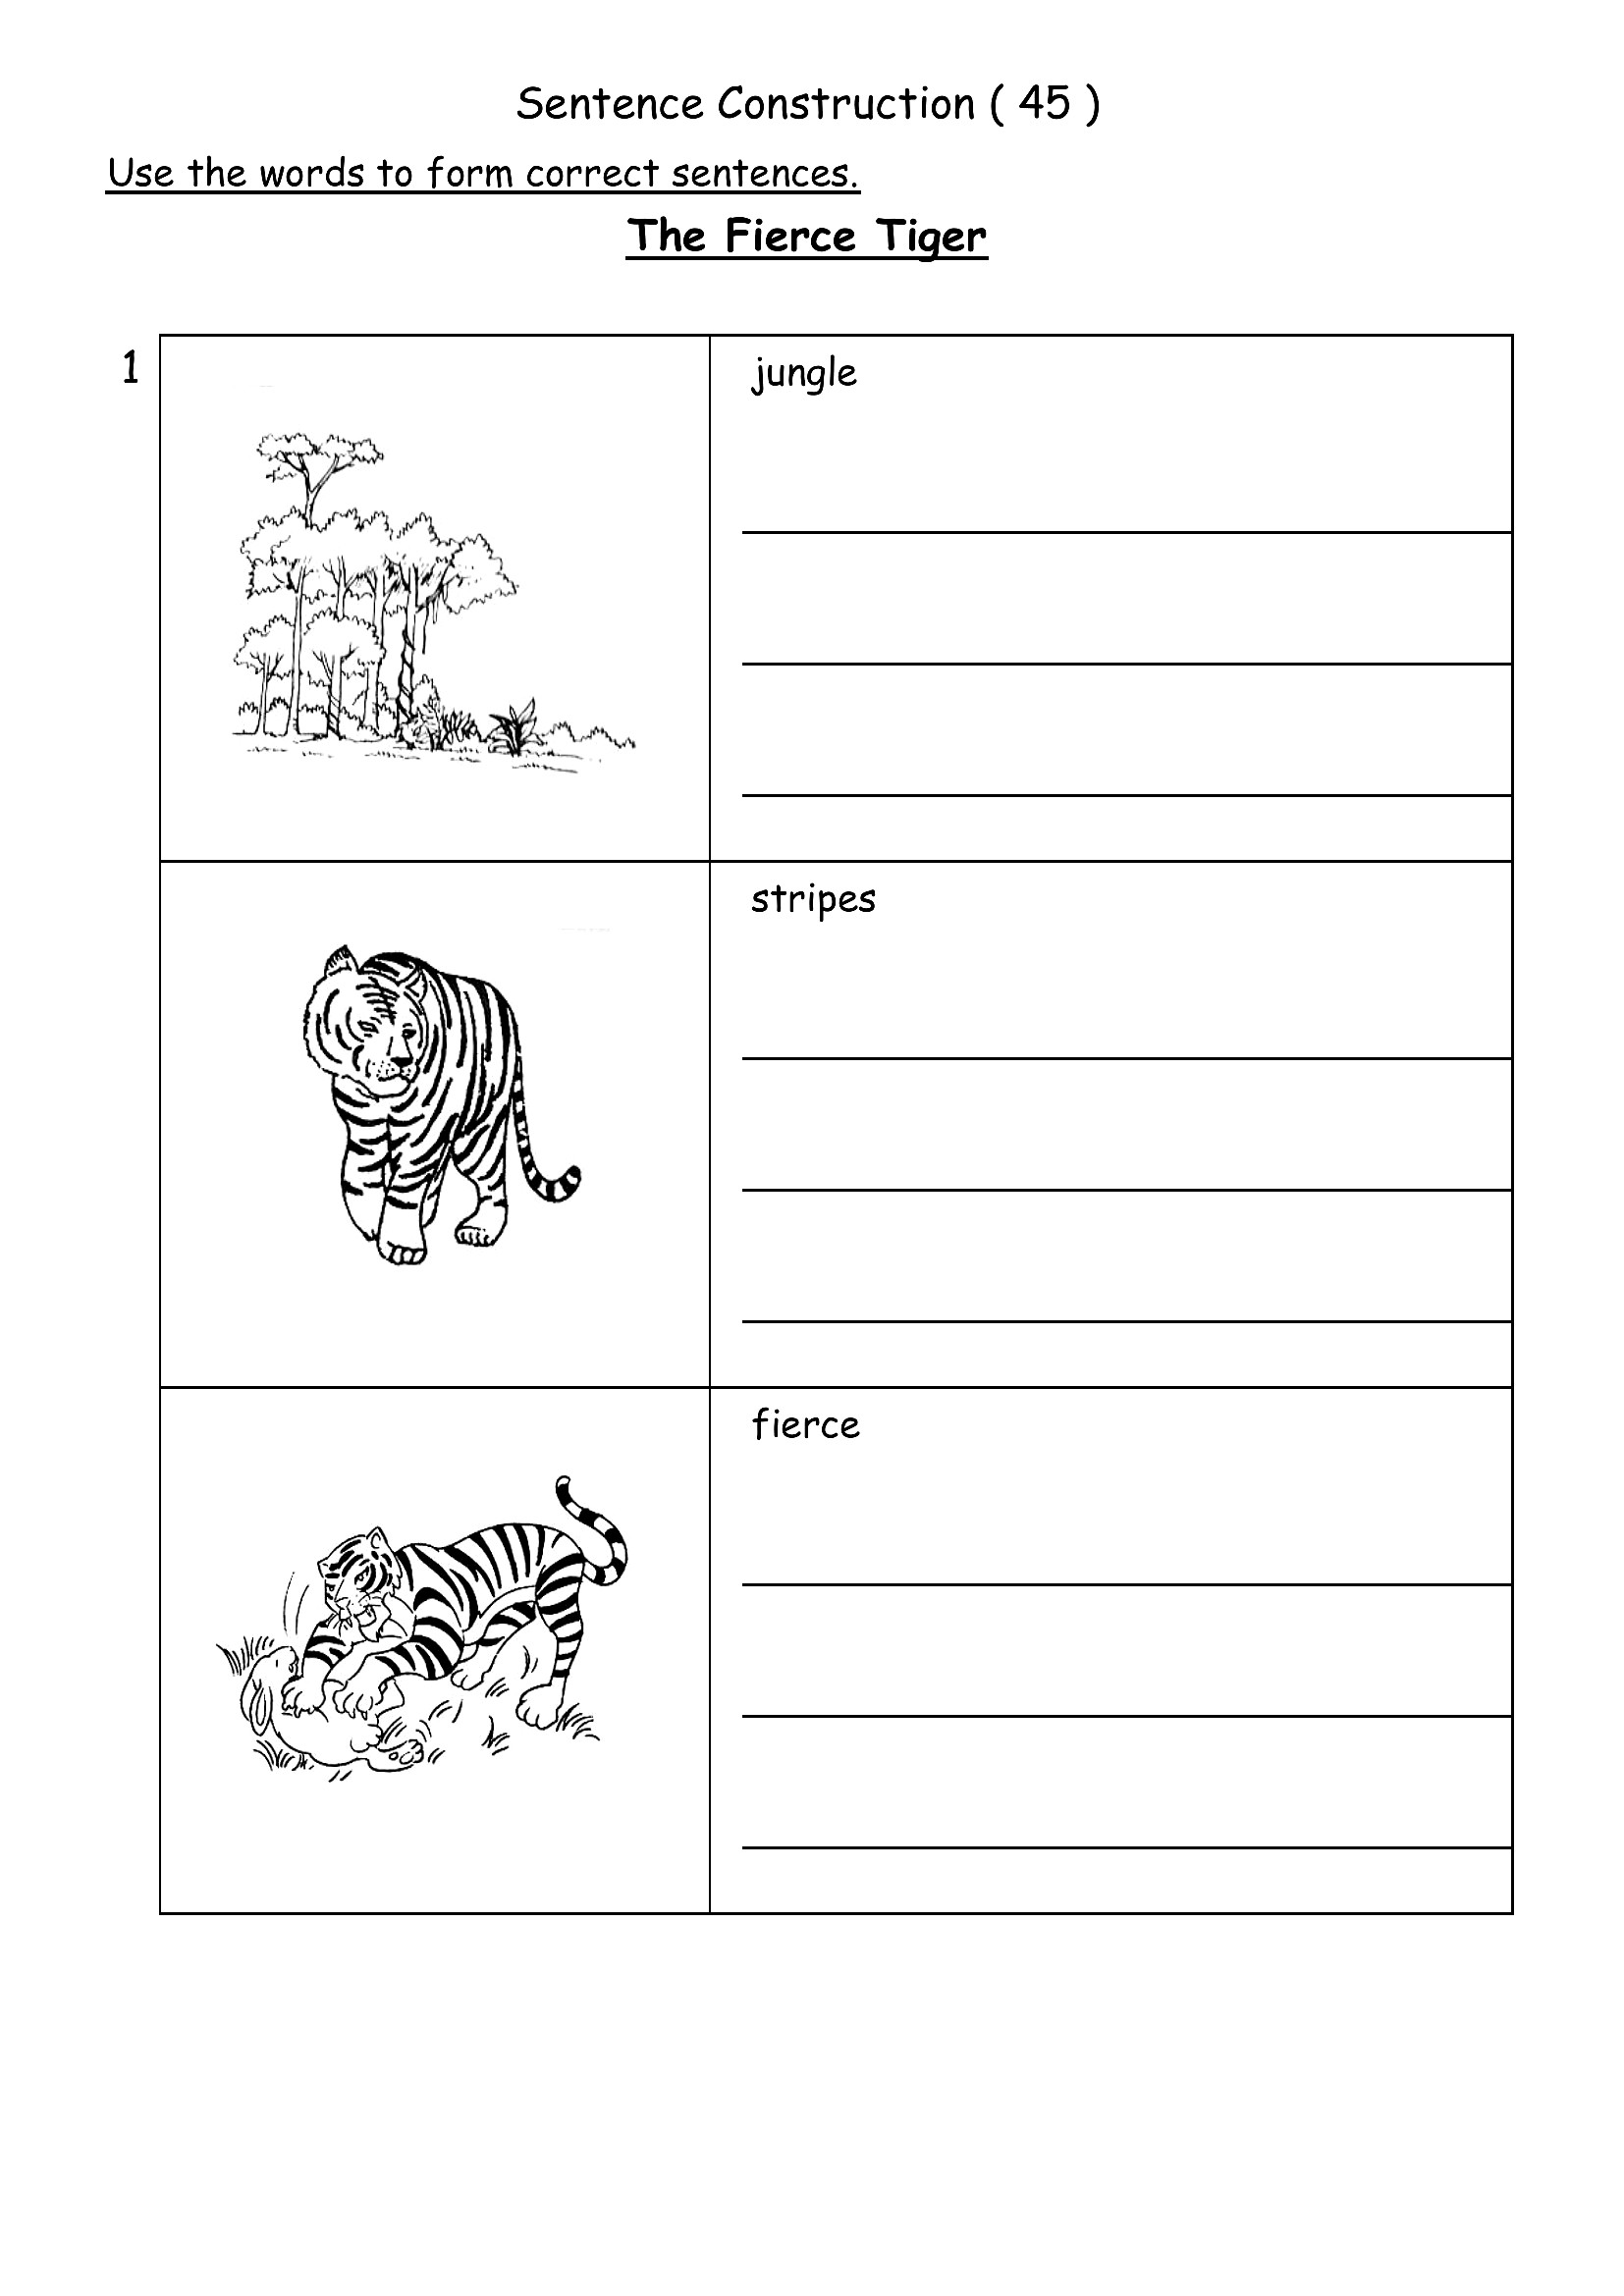 Sentence Construction ( 45 )
Use the words to form correct sentences.
The Fierce Tiger
1
jungle
stripes
fierce